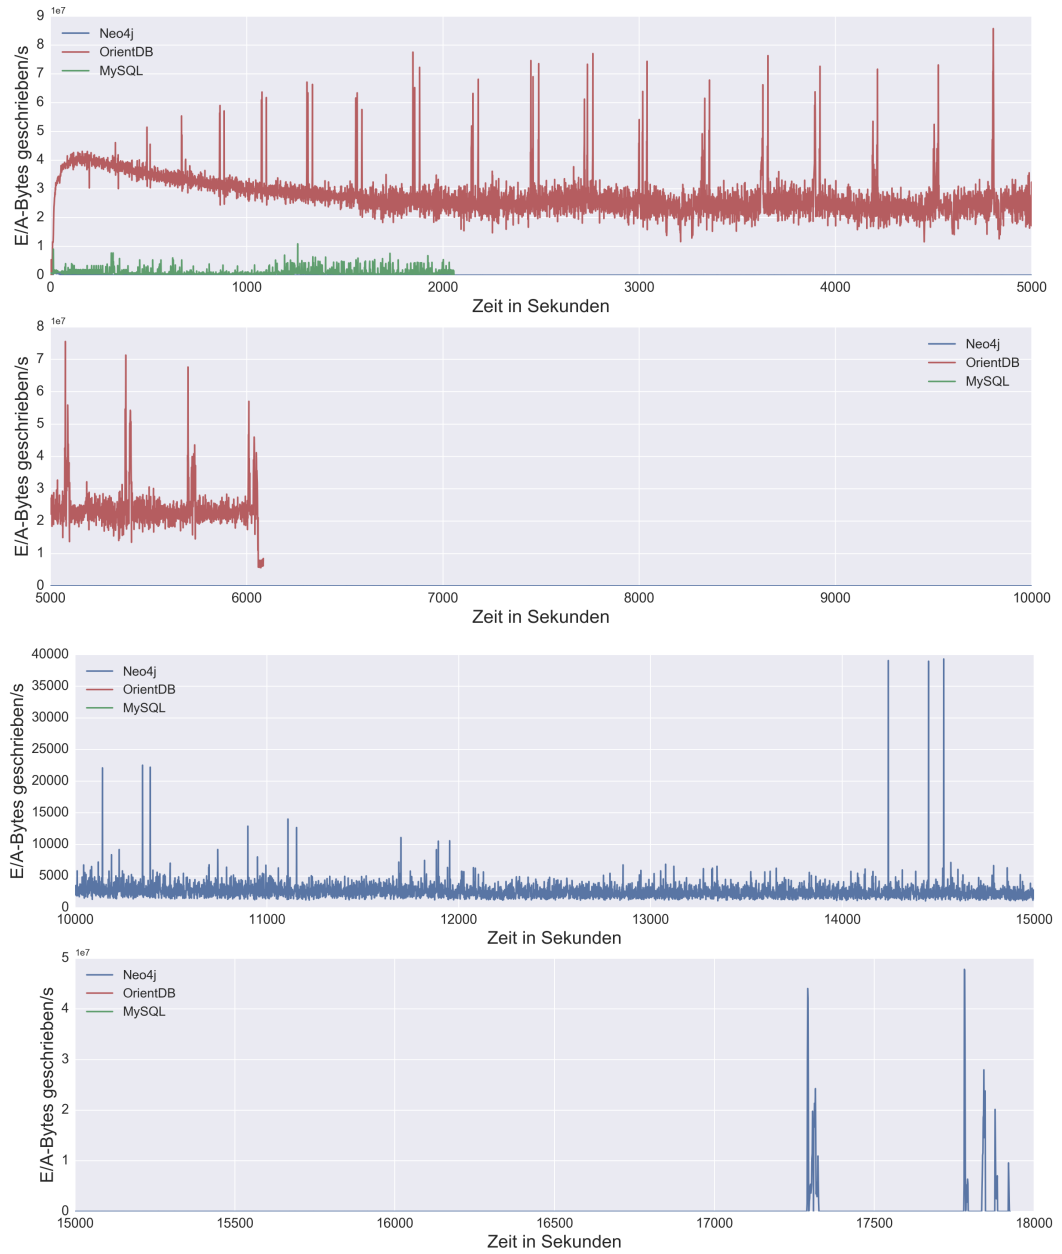 1e7
9
8
7
6
5
4
3
2
1
0
E/A-Bytes geschrieben/s
Neo4j
OrientDB
MySQL
0 1000 2000 3000 4000 5000
Zeit in Sekunden
1e7
8
7
6
5
4
3
2
1
0
E/A-Bytes geschrieben/s
Neo4j
OrientDB
MySQL
5000 6000 7000 8000 9000 10000
Zeit in Sekunden
40000
35000
30000
25000
20000
15000
10000
5000
0
E/A-Bytes geschrieben/s
Neo4j
OrientDB
MySQL
10000 11000 12000 13000 14000 15000
Zeit in Sekunden
1e7
5
4
3
2
1
0
E/A-Bytes geschrieben/s
Neo4j
OrientDB
MySQL
15000 15500 16000 16500 17000 17500 18000
Zeit in Sekunden